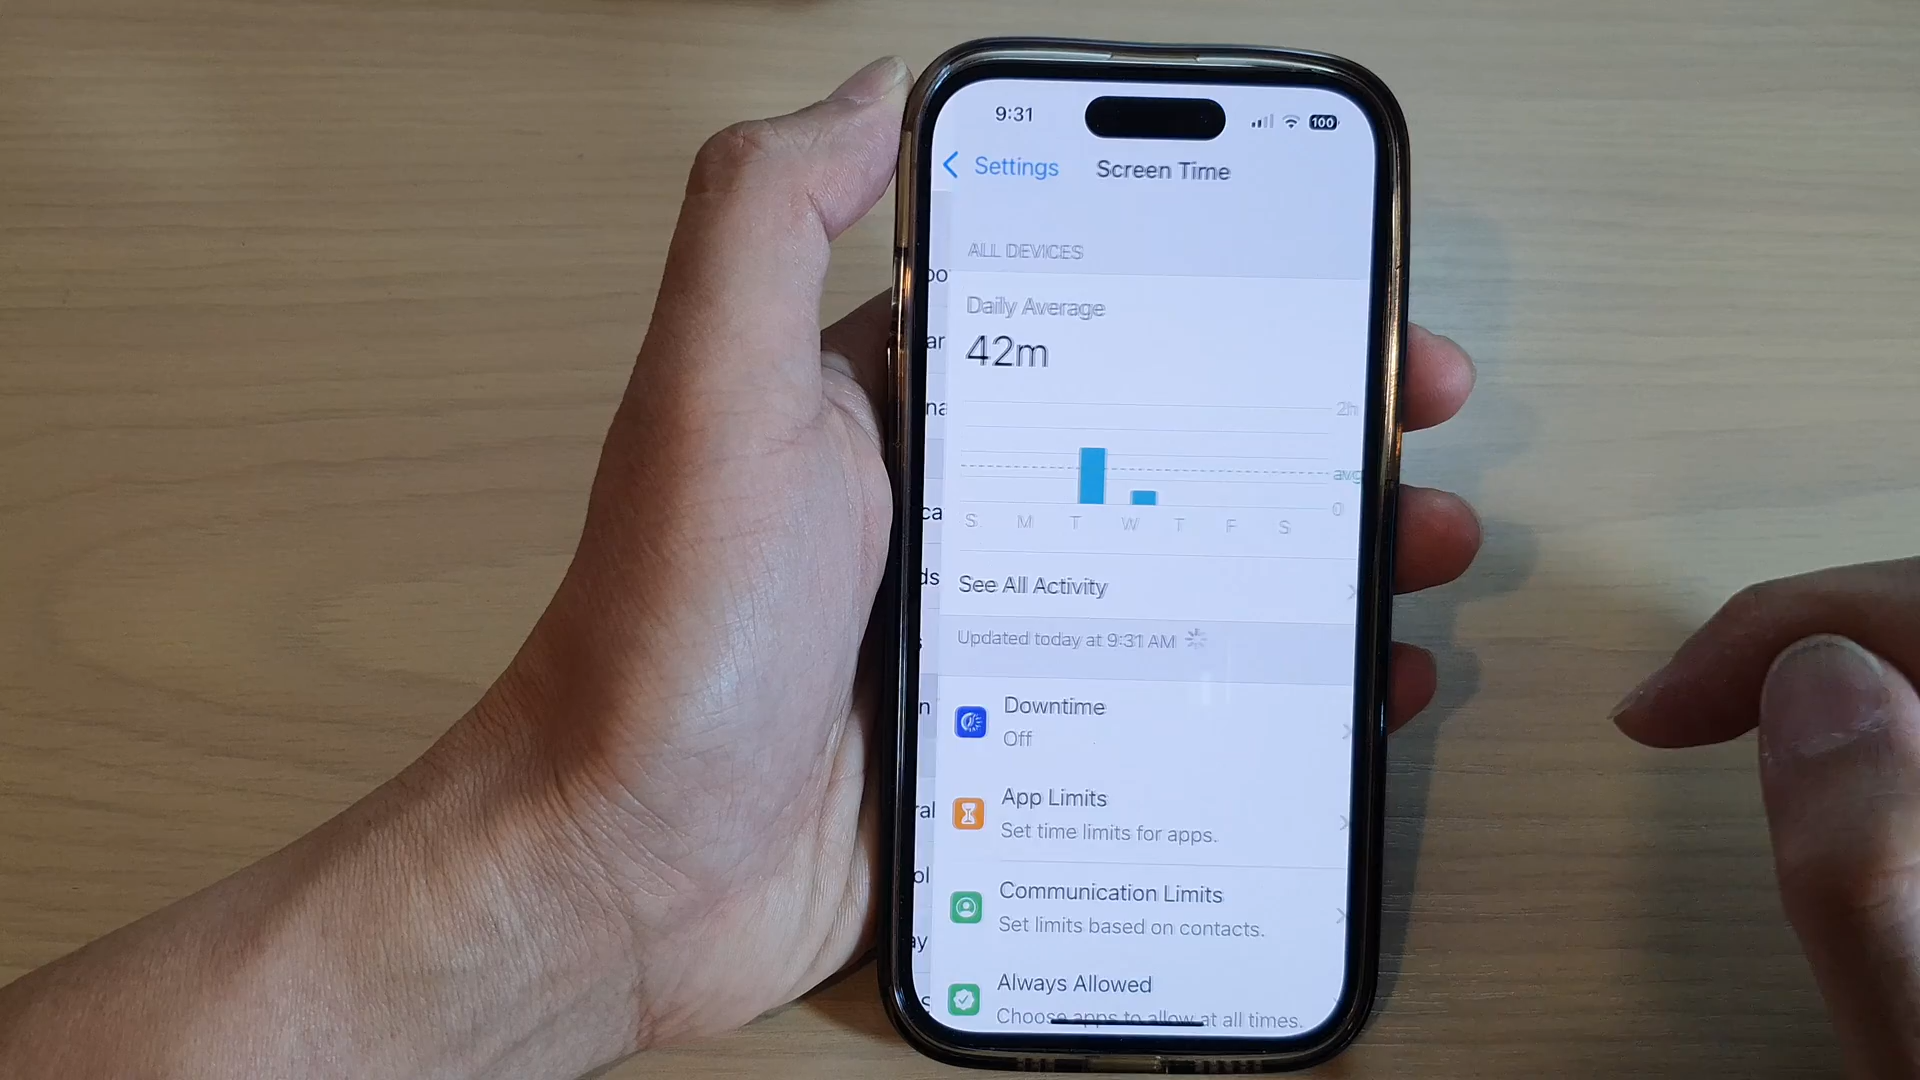 9:31
100
Settings
Screen Time
ALL DEVICES
Daily Average
42m
2h
avg
0
S M T W T F S
See All Activity
Updated today at 9:31 AM
Downtime
Off
App Limits
Set time limits for apps.
Communication Limits
Set limits based on contacts.
Always Allowed
Choose apps to allow at all times.